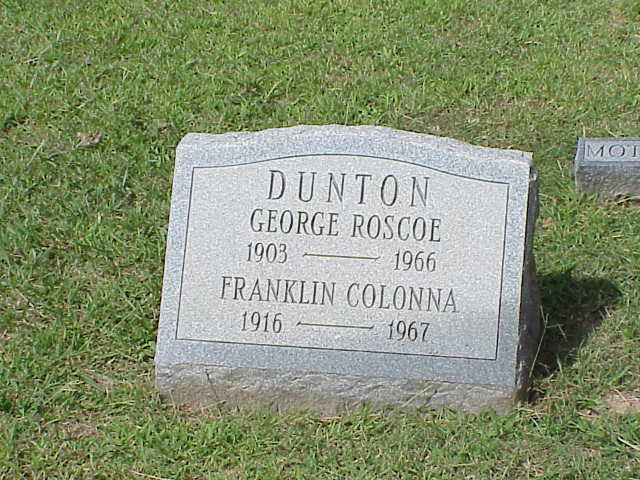 DUNTON
GEORGE ROSCOE
1903 — 1966
FRANKLIN COLONNA
1916 — 1967
MOT